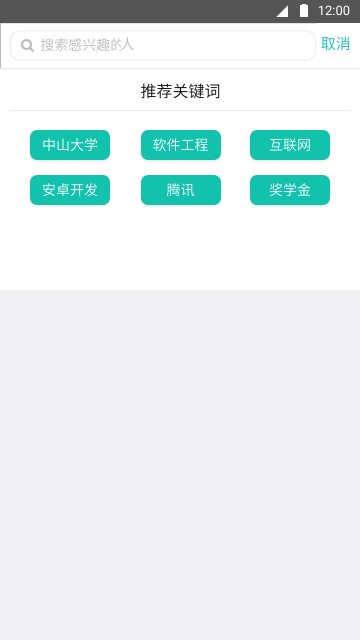 12:00
搜索感兴趣的人
取消
推荐关键词
中山大学 软件工程 互联网
安卓开发 腾讯 奖学金